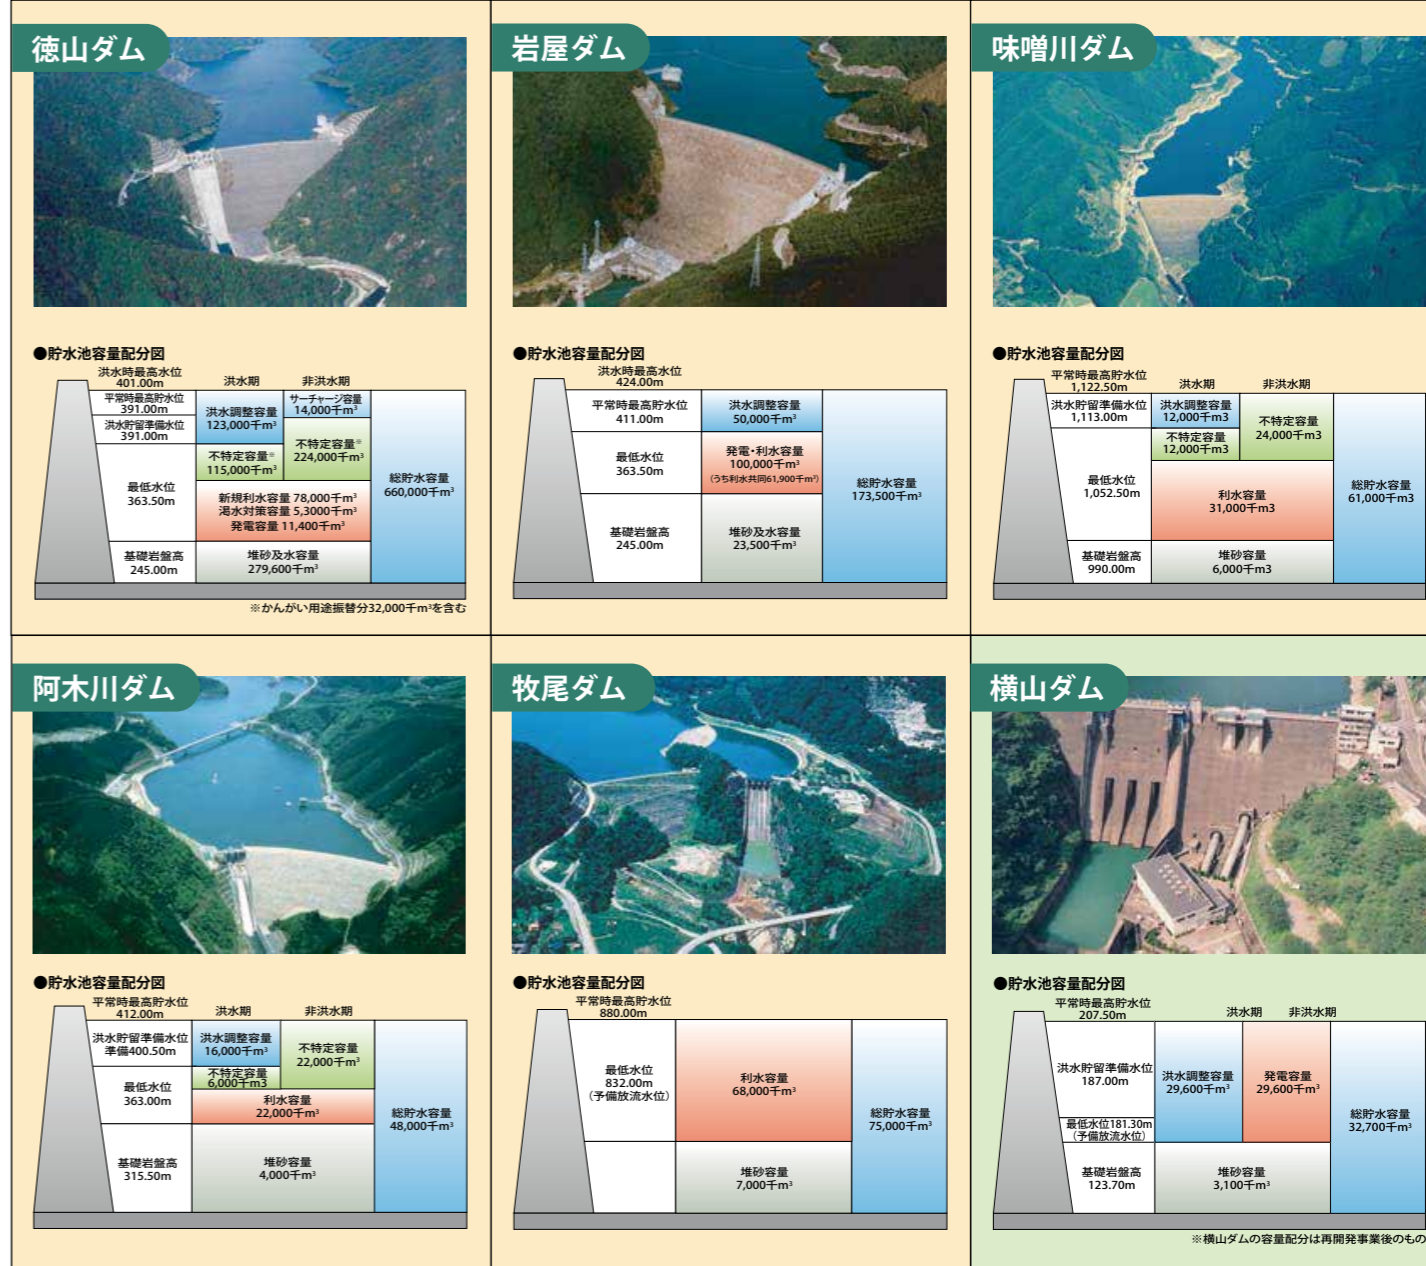 徳山ダム
●貯水池容量配分図
洪水時最高水位
401.00m
洪水期
非洪水期
平常時最高貯水位
391.00m
洪水貯留準備水位
391.00m
最低水位
363.50m
基礎岩盤高
245.00m
洪水調整容量
123,000千m³
サーチャージ容量
14,000千m³
不特定容量※
115,000千m³
不特定容量※
224,000千m³
新規利水容量 78,000千m³
渇水対策容量 5,3000千m³
発電容量 11,400千m³
堆砂及水容量
279,600千m³
総貯水容量
660,000千m³
※かんがい用途振替分32,000千m³を含む
岩屋ダム
●貯水池容量配分図
洪水時最高水位
424.00m
平常時最高貯水位
411.00m
最低水位
363.50m
基礎岩盤高
245.00m
洪水調整容量
50,000千m³
発電・利水容量
100,000千m³
(うち利水共同61,900千m³)
堆砂及水容量
23,500千m³
総貯水容量
173,500千m³
味噌川ダム
●貯水池容量配分図
平常時最高貯水位
1,122.50m
洪水期
非洪水期
洪水貯留準備水位
1,113.00m
最低水位
1,052.50m
基礎岩盤高
990.00m
洪水調整容量
12,000千m3
不特定容量
12,000千m3
不特定容量
24,000千m3
利水容量
31,000千m3
堆砂容量
6,000千m3
総貯水容量
61,000千m3
阿木川ダム
●貯水池容量配分図
平常時最高貯水位
412.00m
洪水期
非洪水期
洪水貯留準備水位
準備400.50m
最低水位
363.00m
基礎岩盤高
315.50m
洪水調整容量
16,000千m³
不特定容量
6,000千m3
不特定容量
22,000千m³
利水容量
22,000千m³
堆砂容量
4,000千m³
総貯水容量
48,000千m³
牧尾ダム
●貯水池容量配分図
平常時最高貯水位
880.00m
最低水位
832.00m
(予備放流水位)
利水容量
68,000千m³
堆砂容量
7,000千m³
総貯水容量
75,000千m³
横山ダム
●貯水池容量配分図
平常時最高貯水位
207.50m
洪水期
非洪水期
洪水貯留準備水位
187.00m
最低水位181.30m
(予備放流水位)
基礎岩盤高
123.70m
洪水調整容量
29,600千m³
発電容量
29,600千m³
堆砂容量
3,100千m³
総貯水容量
32,700千m³
※横山ダムの容量配分は再開発事業後のもの